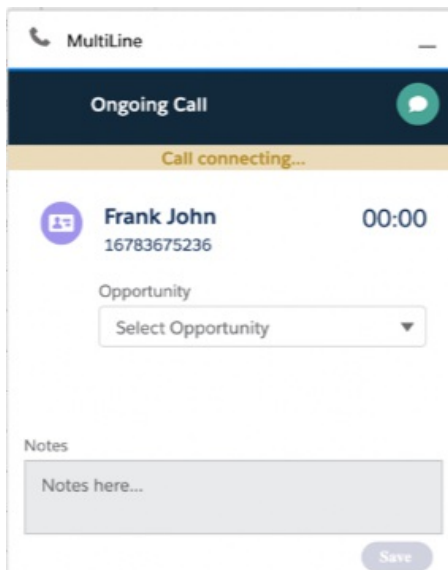 MultiLine
Ongoing Call
Call connecting...
Frank John 00:00
16783675236
Opportunity
Select Opportunity
Notes
Notes here...
Save